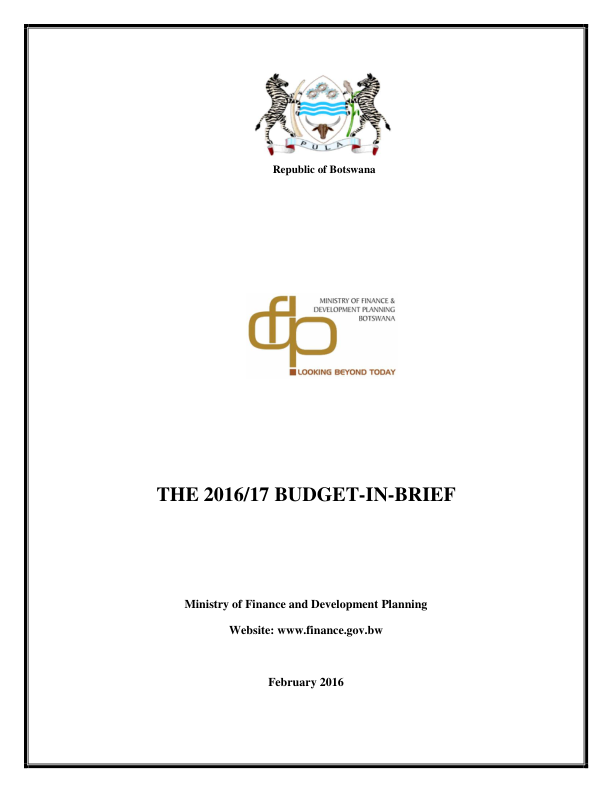 PULA
Republic of Botswana
MINISTRY OF FINANCE &
DEVELOPMENT PLANNING
BOTSWANA
dfp
LOOKING BEYOND TODAY
THE 2016/17 BUDGET-IN-BRIEF
Ministry of Finance and Development Planning
Website: www.finance.gov.bw
February 2016